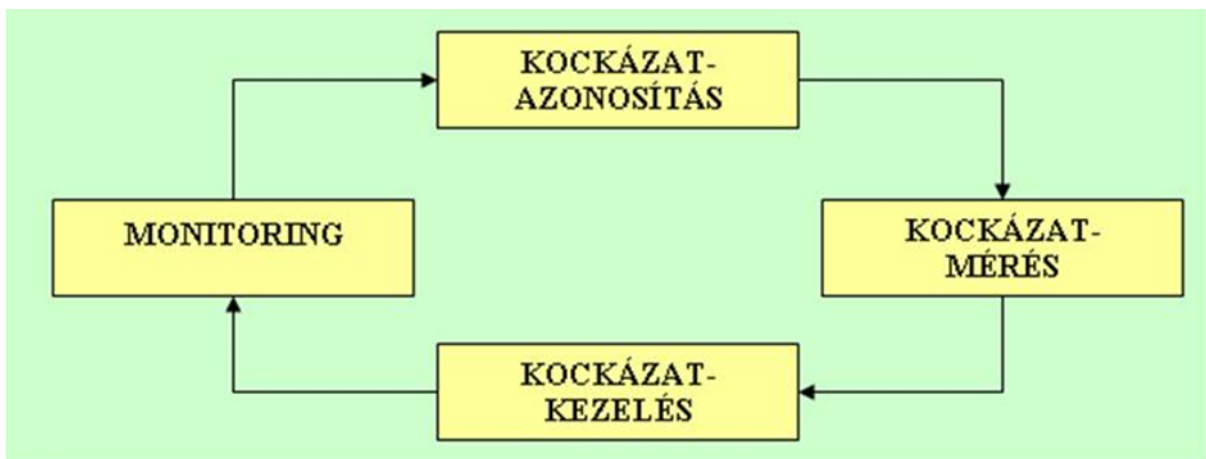 KOCKÁZAT-
AZONOSÍTÁS
MONITORING
KOCKÁZAT-
MÉRÉS
KOCKÁZAT-
KEZELÉS